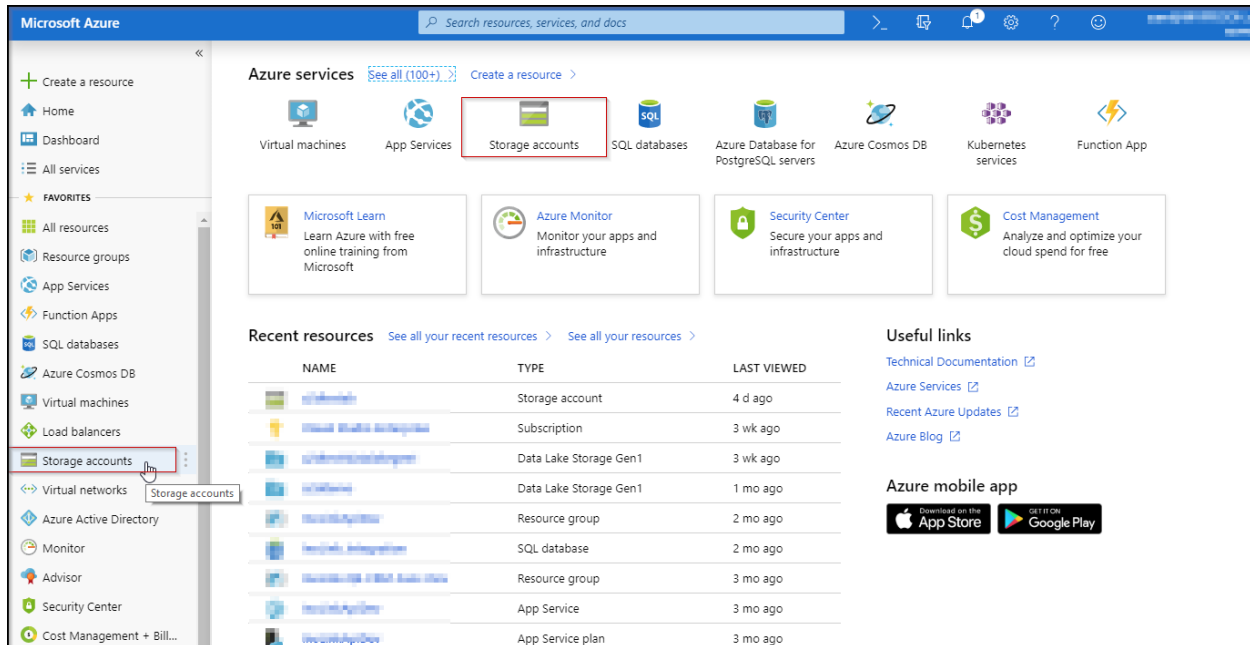 Microsoft Azure
Search resources, services, and docs
1
Create a resource
Home
Dashboard
All services
FAVORITES
All resources
Resource groups
App Services
Function Apps
SQL databases
Azure Cosmos DB
Virtual machines
Load balancers
Storage accounts
Storage accounts
Virtual networks
Azure Active Directory
Monitor
Advisor
Security Center
Cost Management + Bill...
Azure services See all (100+) Create a resource
Virtual machines
App Services
Storage accounts
SQL
SQL databases
Azure Database for
PostgreSQL servers
Azure Cosmos DB
Kubernetes
services
Function App
101
Microsoft Learn
Learn Azure with free
online training from
Microsoft
Azure Monitor
Monitor your apps and
infrastructure
Security Center
Secure your apps and
infrastructure
Cost Management
Analyze and optimize your
cloud spend for free
Recent resources See all your recent resources See all your resources
NAME TYPE LAST VIEWED
Storage account 4 d ago
Subscription 3 wk ago
Data Lake Storage Gen1 3 wk ago
Data Lake Storage Gen1 1 mo ago
Resource group 2 mo ago
SQL database 2 mo ago
Resource group 3 mo ago
App Service 3 mo ago
App Service plan 3 mo ago
Useful links
Technical Documentation
Azure Services
Recent Azure Updates
Azure Blog
Azure mobile app
Download on the
App Store
GET IT ON
Google Play